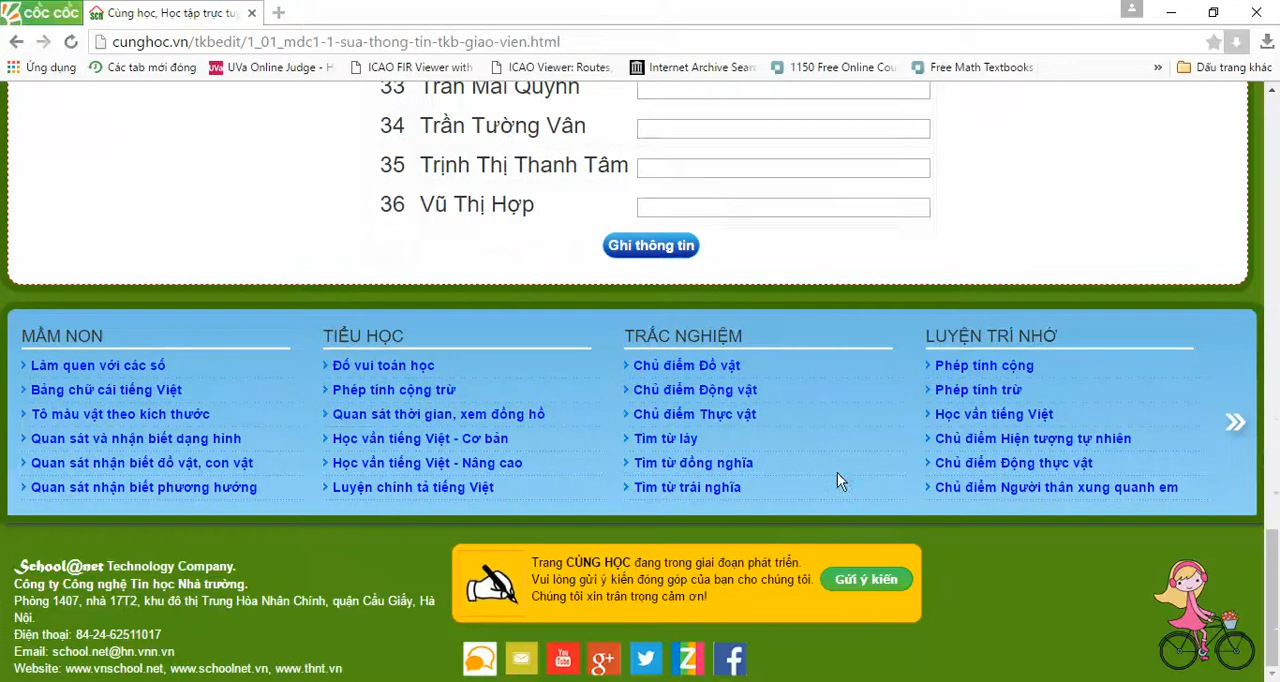 cốc cốc
Cùng học, Học tập trực tu
cunghoc.vn/tkbedit/1_01_mdc1-1-sua-thong-tin-tkb-giao-vien.html
Ứng dụng Các tab mới đóng UVa Online Judge - H ICAO FIR Viewer with ICAO Viewer: Routes, Internet Archive Sear 1150 Free Online Cou Free Math Textbooks » Dấu trang khác
33 Trần Mai Quỳnh
34 Trần Tường Vân
35 Trịnh Thị Thanh Tâm
36 Vũ Thị Hợp
Ghi thông tin
MẦM NON
Làm quen với các số
Bảng chữ cái tiếng Việt
Tô màu vật theo kích thước
Quan sát và nhận biết dạng hình
Quan sát nhận biết đồ vật, con vật
Quan sát nhận biết phương hướng
TIỂU HỌC
Đố vui toán học
Phép tính cộng trừ
Quan sát thời gian, xem đồng hồ
Học vần tiếng Việt - Cơ bản
Học vần tiếng Việt - Nâng cao
Luyện chính tả tiếng Việt
TRẮC NGHIỆM
Chủ điểm Đồ vật
Chủ điểm Động vật
Chủ điểm Thực vật
Tìm từ láy
Tìm từ đồng nghĩa
Tìm từ trái nghĩa
LUYỆN TRÍ NHỚ
Phép tính cộng
Phép tính trừ
Học vần tiếng Việt
Chủ điểm Hiện tượng tự nhiên
Chủ điểm Động thực vật
Chủ điểm Người thân xung quanh em
School@net Technology Company.
Công ty Công nghệ Tin học Nhà trường.
Phòng 1407, nhà 17T2, khu đô thị Trung Hòa Nhân Chính, quận Cầu Giấy, Hà
Nội.
Điện thoại: 84-24-62511017
Email: school.net@hn.vnn.vn
Website: www.vnschool.net, www.schoolnet.vn, www.thnt.vn
Trang CÙNG HỌC đang trong giai đoạn phát triển.
Vui lòng gửi ý kiến đóng góp của bạn cho chúng tôi.
Chúng tôi xin trân trọng cảm ơn!
Gửi ý kiến
You Tube
g+
Z
f